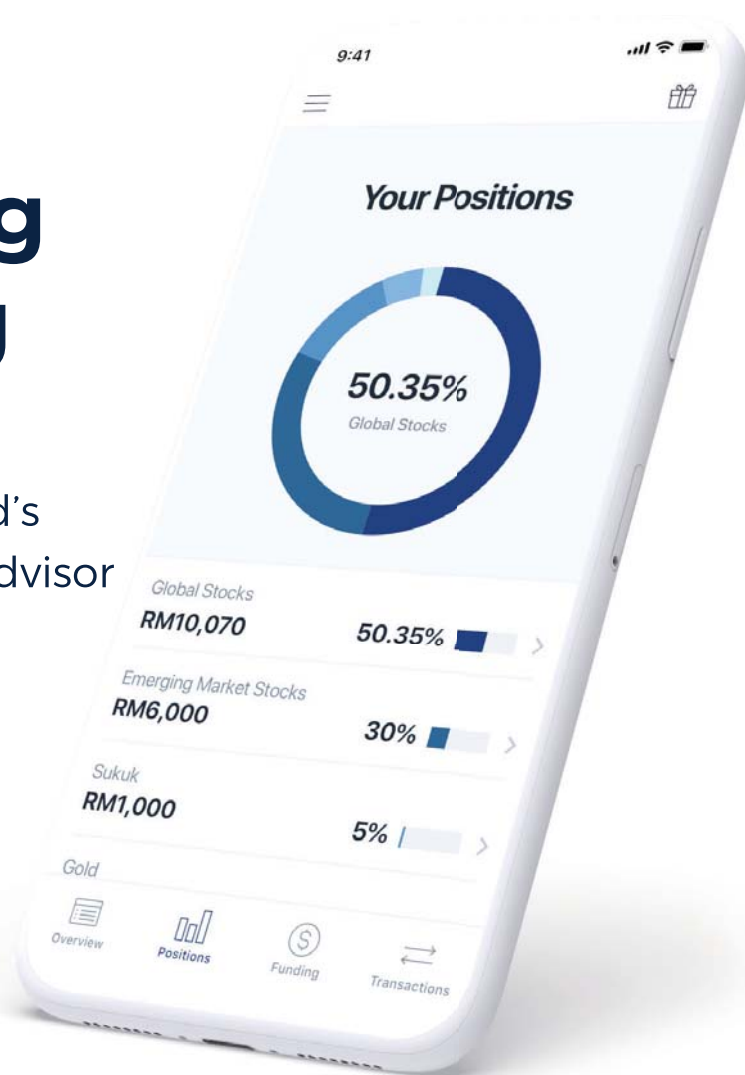 g
g
d's
dvisor
9:41
Your Positions
50.35%
Global Stocks
Global Stocks
RM10,070
50.35%
Emerging Market Stocks
RM6,000
30%
Sukuk
RM1,000
5%
Gold
Overview
Positions
Funding
Transactions